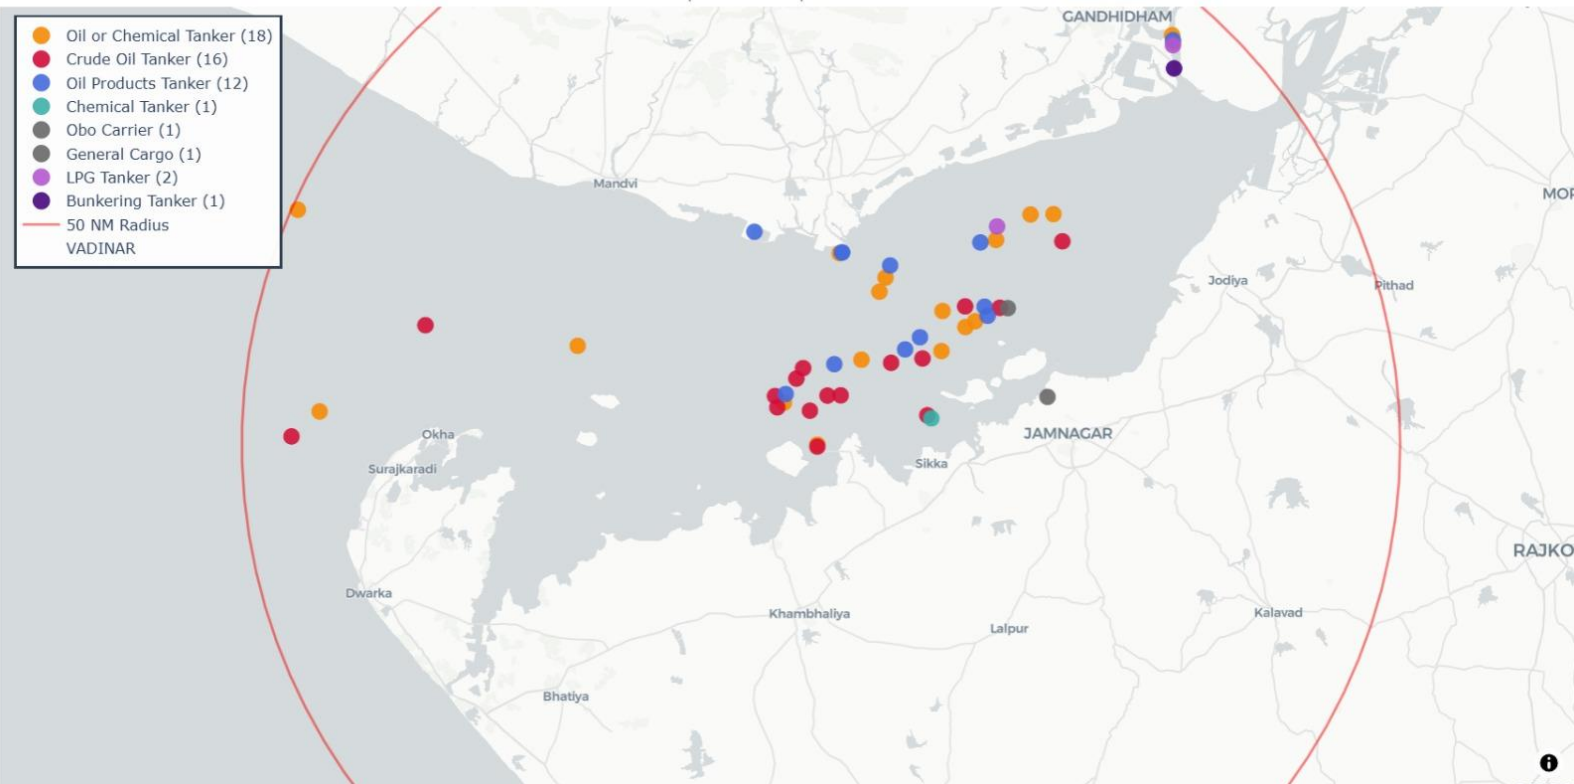 Oil or Chemical Tanker (18)
Crude Oil Tanker (16)
Oil Products Tanker (12)
Chemical Tanker (1)
Obo Carrier (1)
General Cargo (1)
LPG Tanker (2)
Bunkering Tanker (1)
50 NM Radius
VADINAR
GANDHIDHAM
Mandvi
MOR
Jodiya
Pithad
Okha
JAMNAGAR
Surajkaradi
Sikka
RAJKO
Dwarka
Khambhaliya
Kalavad
Lalpur
Bhatiya